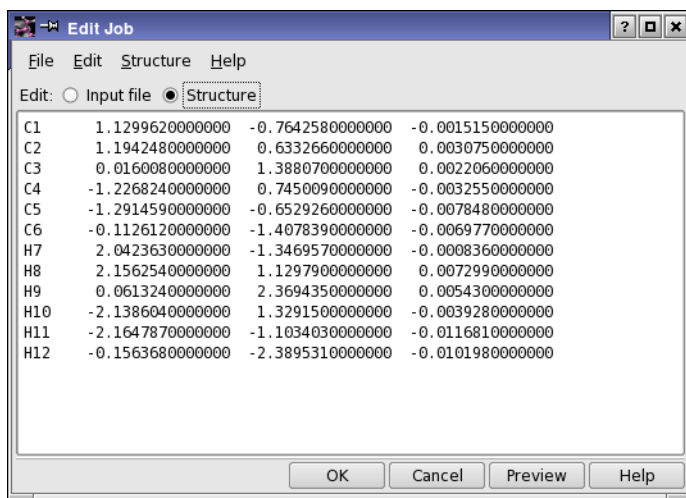 Edit Job
File Edit Structure Help
Edit: Input file Structure
C1 1.1299620000000 -0.7642580000000 -0.0015150000000
C2 1.1942480000000 0.6332660000000 0.0030750000000
C3 0.0160080000000 1.3880700000000 0.0022060000000
C4 -1.2268240000000 0.7450090000000 -0.0032550000000
C5 -1.2914590000000 -0.6529260000000 -0.0078480000000
C6 -0.1126120000000 -1.4078390000000 -0.0069770000000
H7 2.0423630000000 -1.3469570000000 -0.0008360000000
H8 2.1562540000000 1.1297900000000 0.0072990000000
H9 0.0613240000000 2.3694350000000 0.0054300000000
H10 -2.1386040000000 1.3291500000000 -0.0039280000000
H11 -2.1647870000000 -1.1034030000000 -0.0116810000000
H12 -0.1563680000000 -2.3895310000000 -0.0101980000000
OK Cancel Preview Help